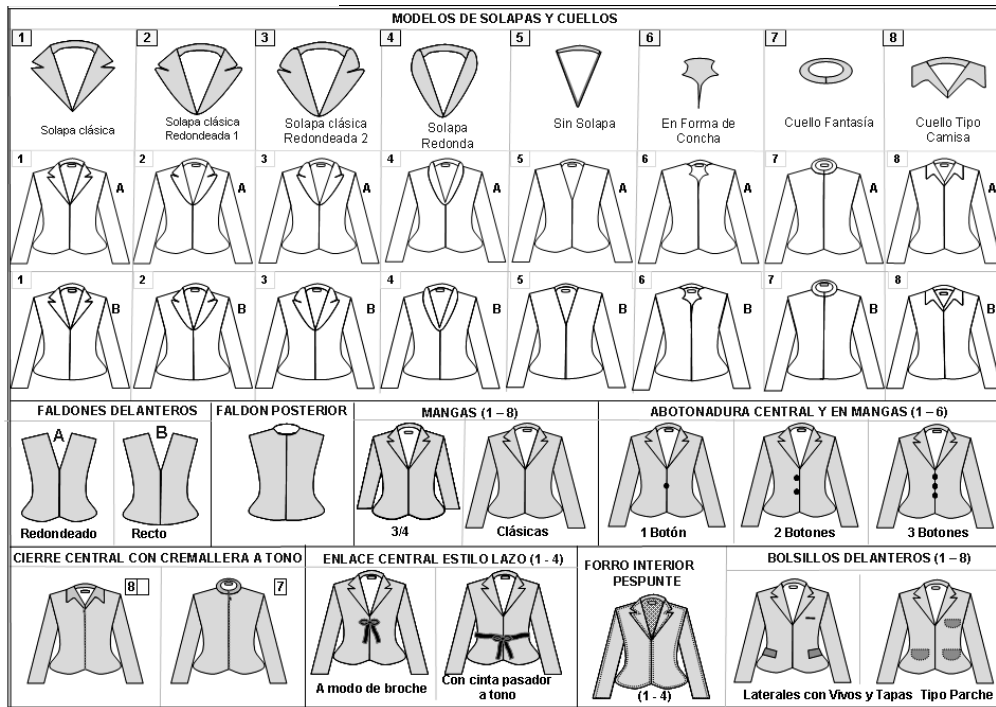 MODELOS DE SOLAPAS Y CUELLOS
1 2 3 4 5 6 7 8
Solapa clásica
Solapa clásica
Redondeada 1
Solapa clásica
Redondeada 2
Solapa
Redonda
Sin Solapa
En Forma de
Concha
Cuello Fantasía
Cuello Tipo
Camisa
1 A 2 A 3 A 4 A 5 A 6 A 7 A 8 A
1 B 2 B 3 B 4 B 5 B 6 B 7 B 8 B
FALDONES DELANTEROS
A B
Redondeado Recto
FALDON POSTERIOR
MANGAS (1 – 8)
3/4 Clásicas
ABOTONADURA CENTRAL Y EN MANGAS (1 – 6)
1 Botón 2 Botones 3 Botones
CIERRE CENTRAL CON CREMALLERA A TONO
8 7
ENLACE CENTRAL ESTILO LAZO (1 - 4)
A modo de broche
Con cinta pasador
a tono
FORRO INTERIOR
PESPUNTE
(1 - 4)
BOLSILLOS DELANTEROS (1 – 8)
Laterales con Vivos y Tapas Tipo Parche